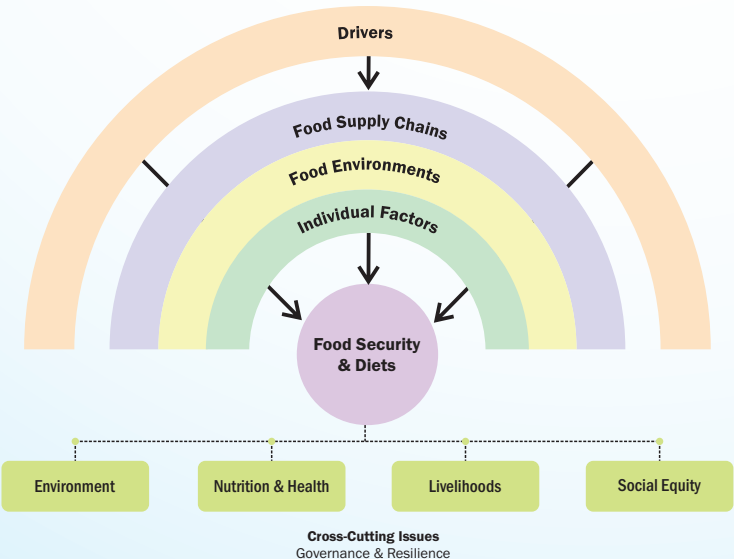 Drivers
Food Supply Chains
Food Environments
Individual Factors
Food Security
& Diets
Environment
Nutrition & Health
Livelihoods
Social Equity
Cross-Cutting Issues
Governance & Resilience